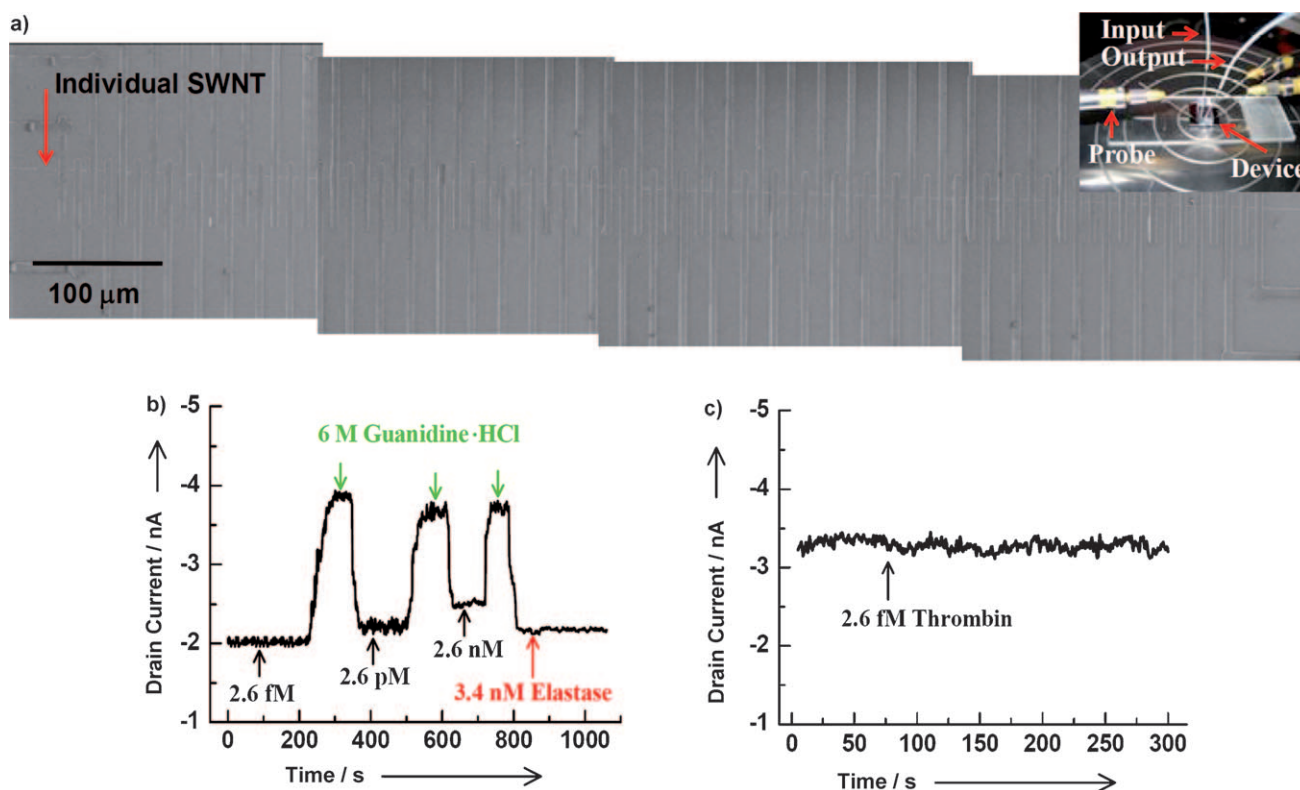 a)
Individual SWNT
100 μm
Input
Output
Probe
Device
b)
-5
-4
-3
-2
-1
Drain Current / nA
6 M Guanidine·HCl
2.6 fM
2.6 pM
2.6 nM
3.4 nM Elastase
0 200 400 600 800 1000
Time / s
c)
-5
-4
-3
-2
-1
Drain Current / nA
2.6 fM Thrombin
0 50 100 150 200 250 300
Time / s